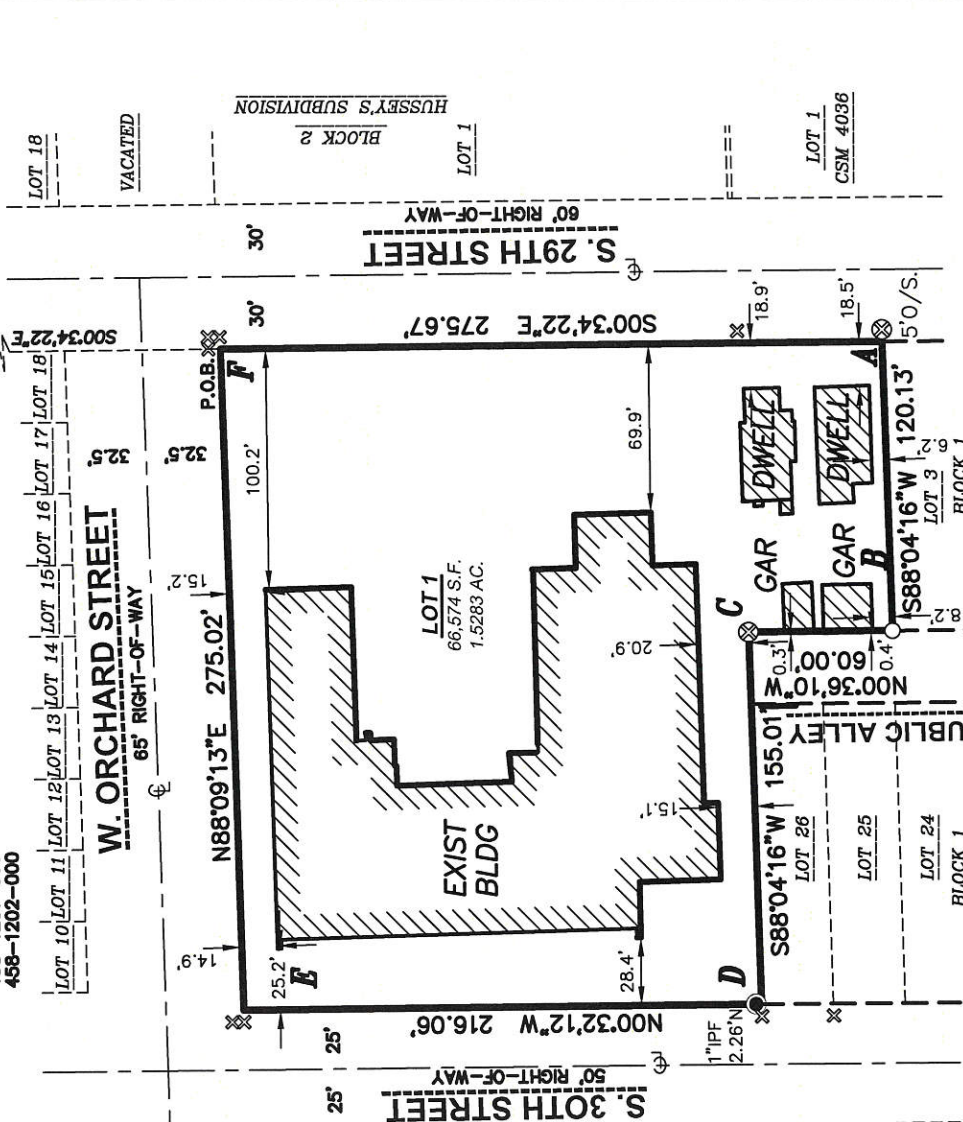 458-1202-000
LOT 10
LOT 11
LOT 12
LOT 13
LOT 14
LOT 15
LOT 16
LOT 17
LOT 18
S00°34'22"E
LOT 18
VACATED
BLOCK 2
HUSSEY'S SUBDIVISION
LOT 1
LOT 1
CSM 4036
W. ORCHARD STREET
65' RIGHT-OF-WAY
32.5'
32.5'
30'
30'
S. 29TH STREET
60' RIGHT-OF-WAY
P.O.B.
F
N88°09'13"E 275.02'
S00°34'22"E 275.67'
14.9'
15.2'
100.2'
69.9'
18.9'
18.5'
25.2'
E
LOT 1
66,574 S.F.
1.5283 AC.
EXIST
BLDG
20.9'
15.1'
28.4'
DWELL
DWELL
GAR
GAR
A
5'O/S.
B
C
D
S88°04'16"W 120.13'
6.2'
8.2'
LOT 3
BLOCK 1
N00°36'10"W
60.00'
0.3'
0.4'
S88°04'16"W 155.01'
UBLIC ALLEY
LOT 26
LOT 25
LOT 24
BLOCK 1
N00°32'12"W 216.06'
1"IPF
2.26'N
25'
25'
S. 30TH STREET
50' RIGHT-OF-WAY